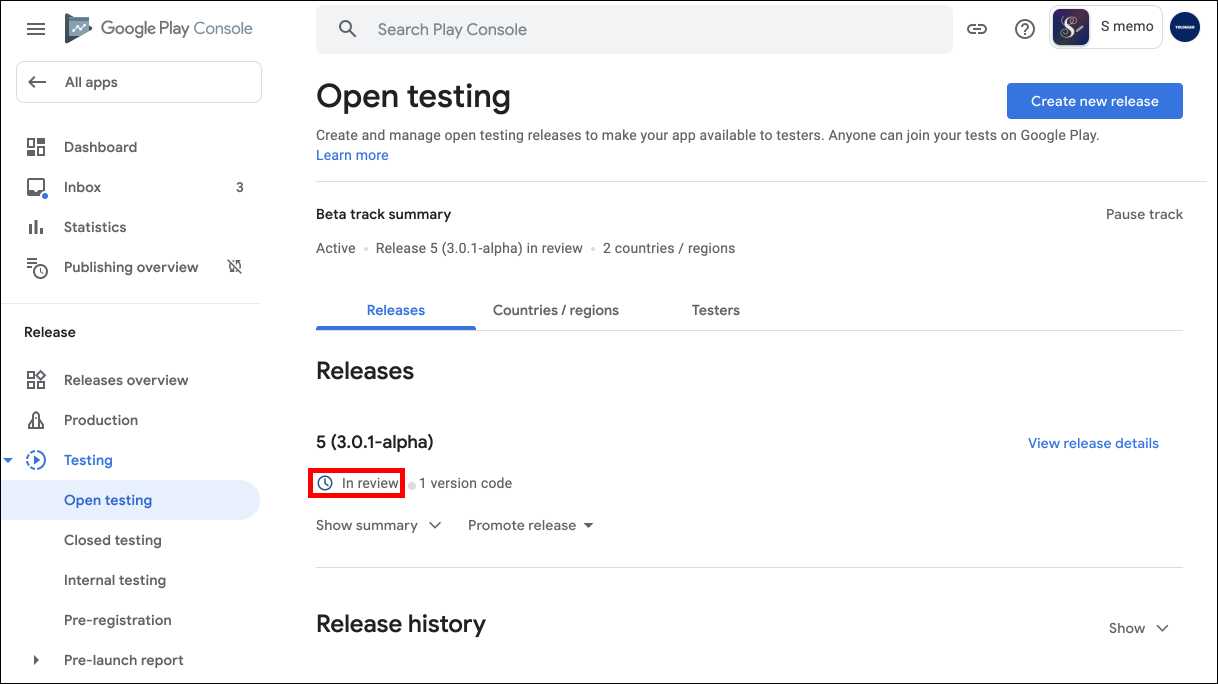 Google Play Console
Search Play Console
S memo
YOLOGGER
All apps
Dashboard
Inbox 3
Statistics
Publishing overview
Release
Releases overview
Production
Testing
Open testing
Closed testing
Internal testing
Pre-registration
Pre-launch report
Open testing
Create new release
Create and manage open testing releases to make your app available to testers. Anyone can join your tests on Google Play.
Learn more
Beta track summary
Pause track
Active • Release 5 (3.0.1-alpha) in review • 2 countries / regions
Releases Countries / regions Testers
Releases
5 (3.0.1-alpha)
View release details
In review • 1 version code
Show summary Promote release
Release history
Show